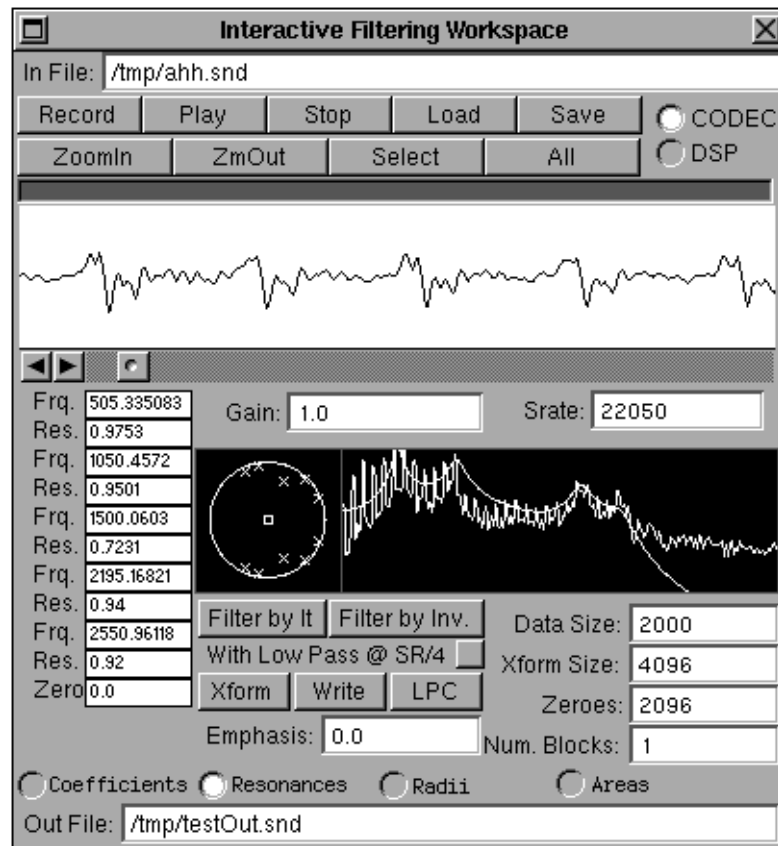 Interactive Filtering Workspace
In File: /tmp/ahh.snd
Record Play Stop Load Save CODEC
ZoomIn ZmOut Select All DSP
Frq. 505.335083
Res. 0.9753
Frq. 1050.4572
Res. 0.9501
Frq. 1500.0603
Res. 0.7231
Frq. 2195.16821
Res. 0.94
Frq. 2550.96118
Res. 0.92
Zero 0.0
Gain: 1.0 Srate: 22050
Filter by It Filter by Inv.
With Low Pass @ SR/4
Xform Write LPC
Emphasis: 0.0
Data Size: 2000
Xform Size: 4096
Zeroes: 2096
Num. Blocks: 1
Coefficients Resonances Radii Areas
Out File: /tmp/testOut.snd